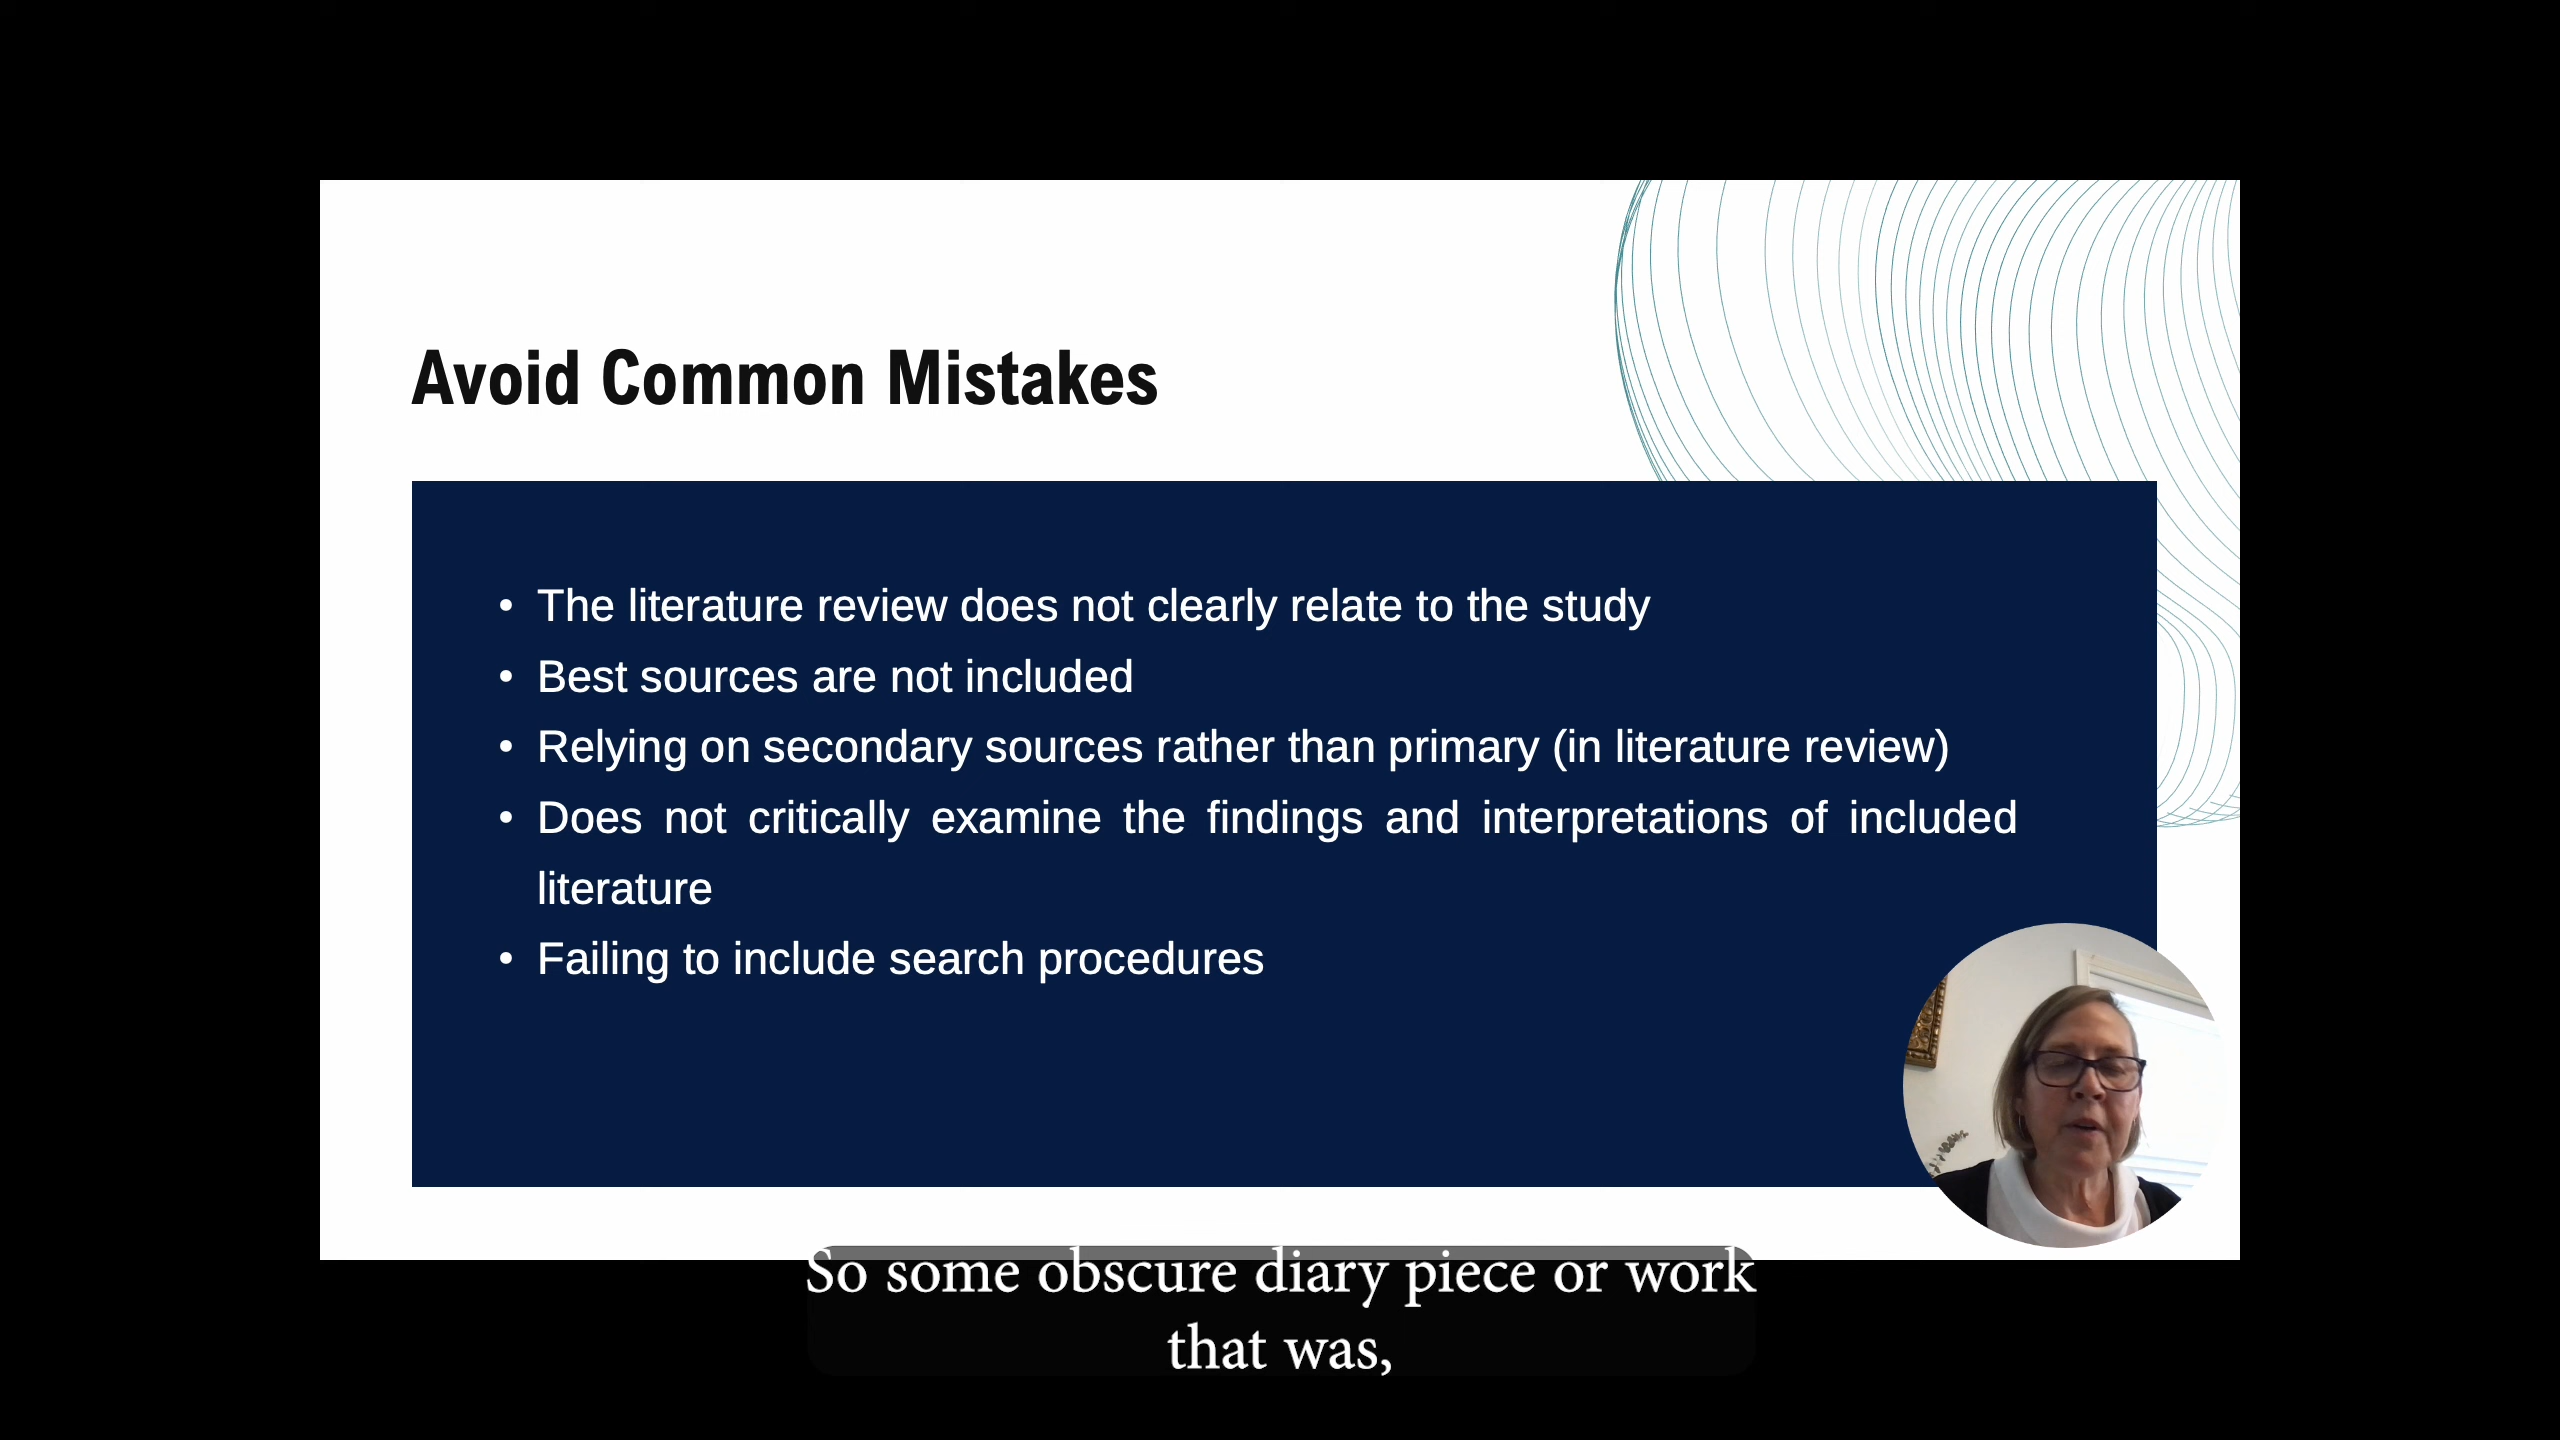 Avoid Common Mistakes
• The literature review does not clearly relate to the study
• Best sources are not included
• Relying on secondary sources rather than primary (in literature review)
• Does not critically examine the findings and interpretations of included
literature
• Failing to include search procedures
So some obscure diary piece or work
that was,